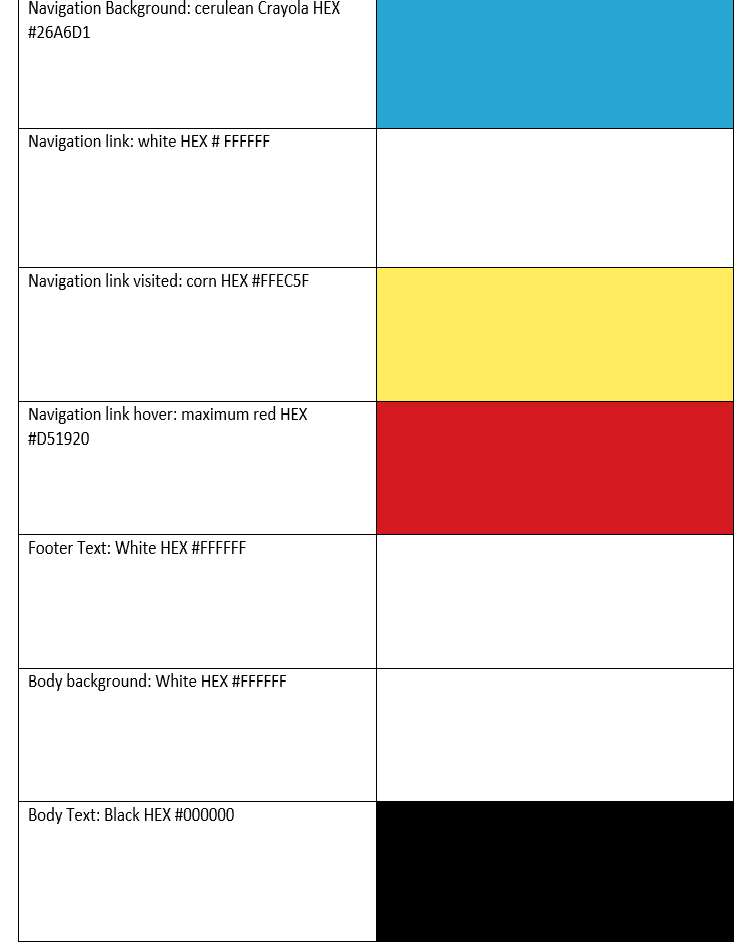 Navigation Background: cerulean Crayola HEX
#26A6D1
Navigation link: white HEX # FFFFFF
Navigation link visited: corn HEX #FFEC5F
Navigation link hover: maximum red HEX
#D51920
Footer Text: White HEX #FFFFFF
Body background: White HEX #FFFFFF
Body Text: Black HEX #000000